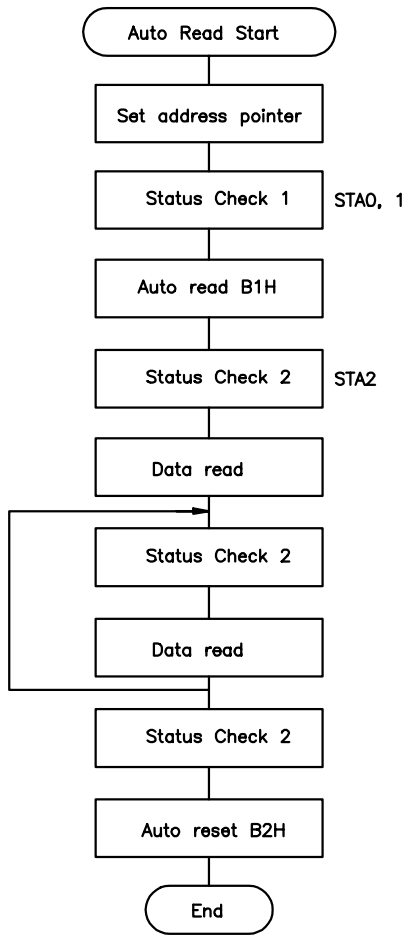 Auto Read Start
Set address pointer
Status Check 1
STA0, 1
Auto read B1H
Status Check 2
STA2
Data read
Status Check 2
Data read
Status Check 2
Auto reset B2H
End